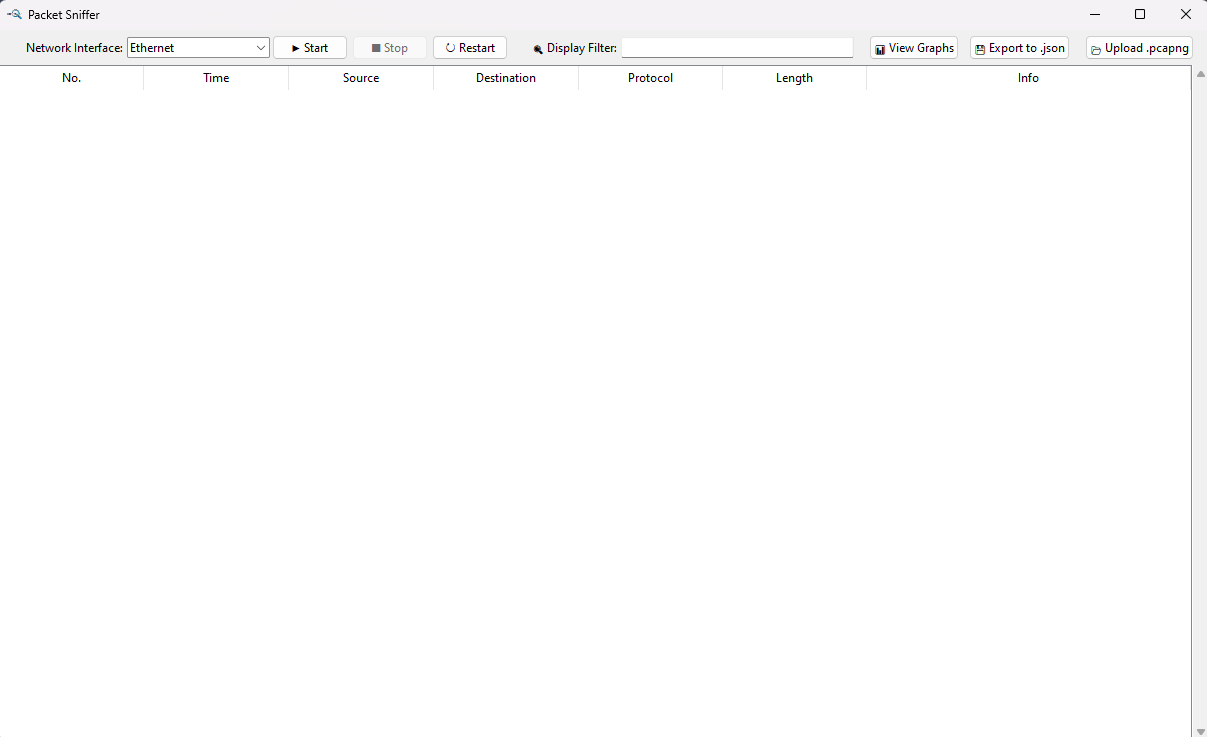 Packet Sniffer
Network Interface: Ethernet Start Stop Restart Display Filter: View Graphs Export to .json Upload .pcapng
No. Time Source Destination Protocol Length Info